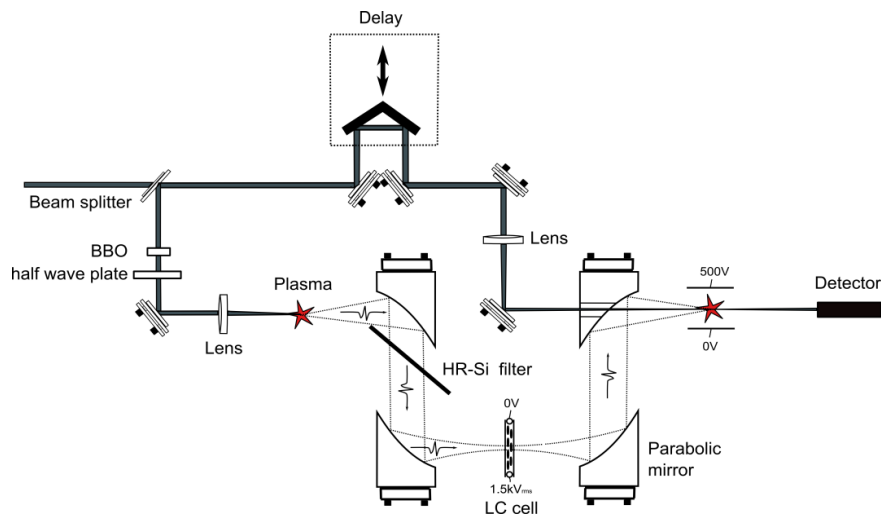 Delay
Beam splitter
BBO
half wave plate
Plasma
Lens
Lens
500V
0V
Detector
HR-Si filter
0V
1.5kVrms
LC cell
Parabolic
mirror